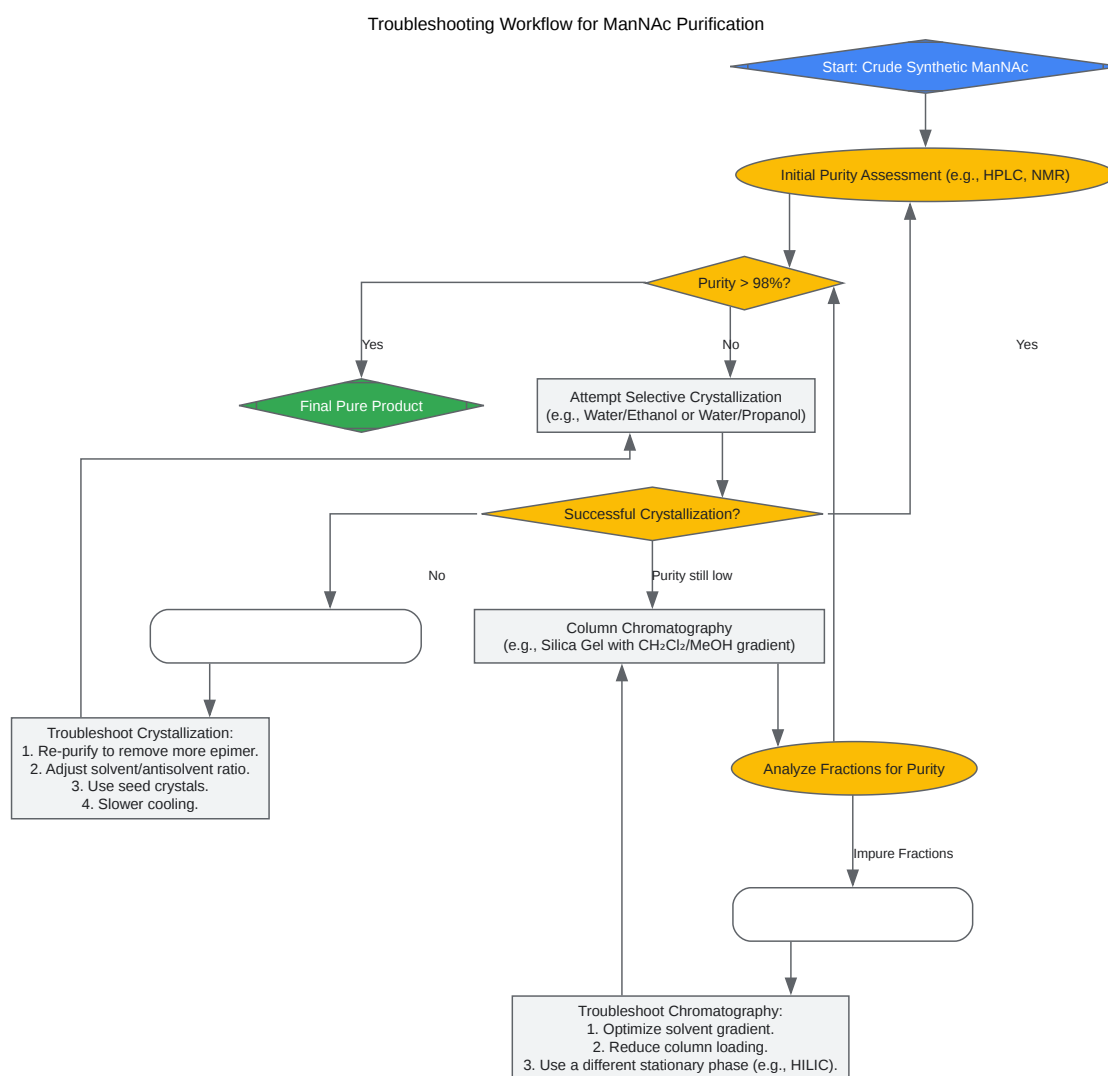 Troubleshooting Workflow for ManNAc Purification
Start: Crude Synthetic ManNAc
Initial Purity Assessment (e.g., HPLC, NMR)
Purity > 98%?
Yes
No
Yes
Final Pure Product
Attempt Selective Crystallization
(e.g., Water/Ethanol or Water/Propanol)
Successful Crystallization?
No
Purity still low
Column Chromatography
(e.g., Silica Gel with CH₂Cl₂/MeOH gradient)
Troubleshoot Crystallization:
1. Re-purify to remove more epimer.
2. Adjust solvent/antisolvent ratio.
3. Use seed crystals.
4. Slower cooling.
Analyze Fractions for Purity
Impure Fractions
Troubleshoot Chromatography:
1. Optimize solvent gradient.
2. Reduce column loading.
3. Use a different stationary phase (e.g., HILIC).